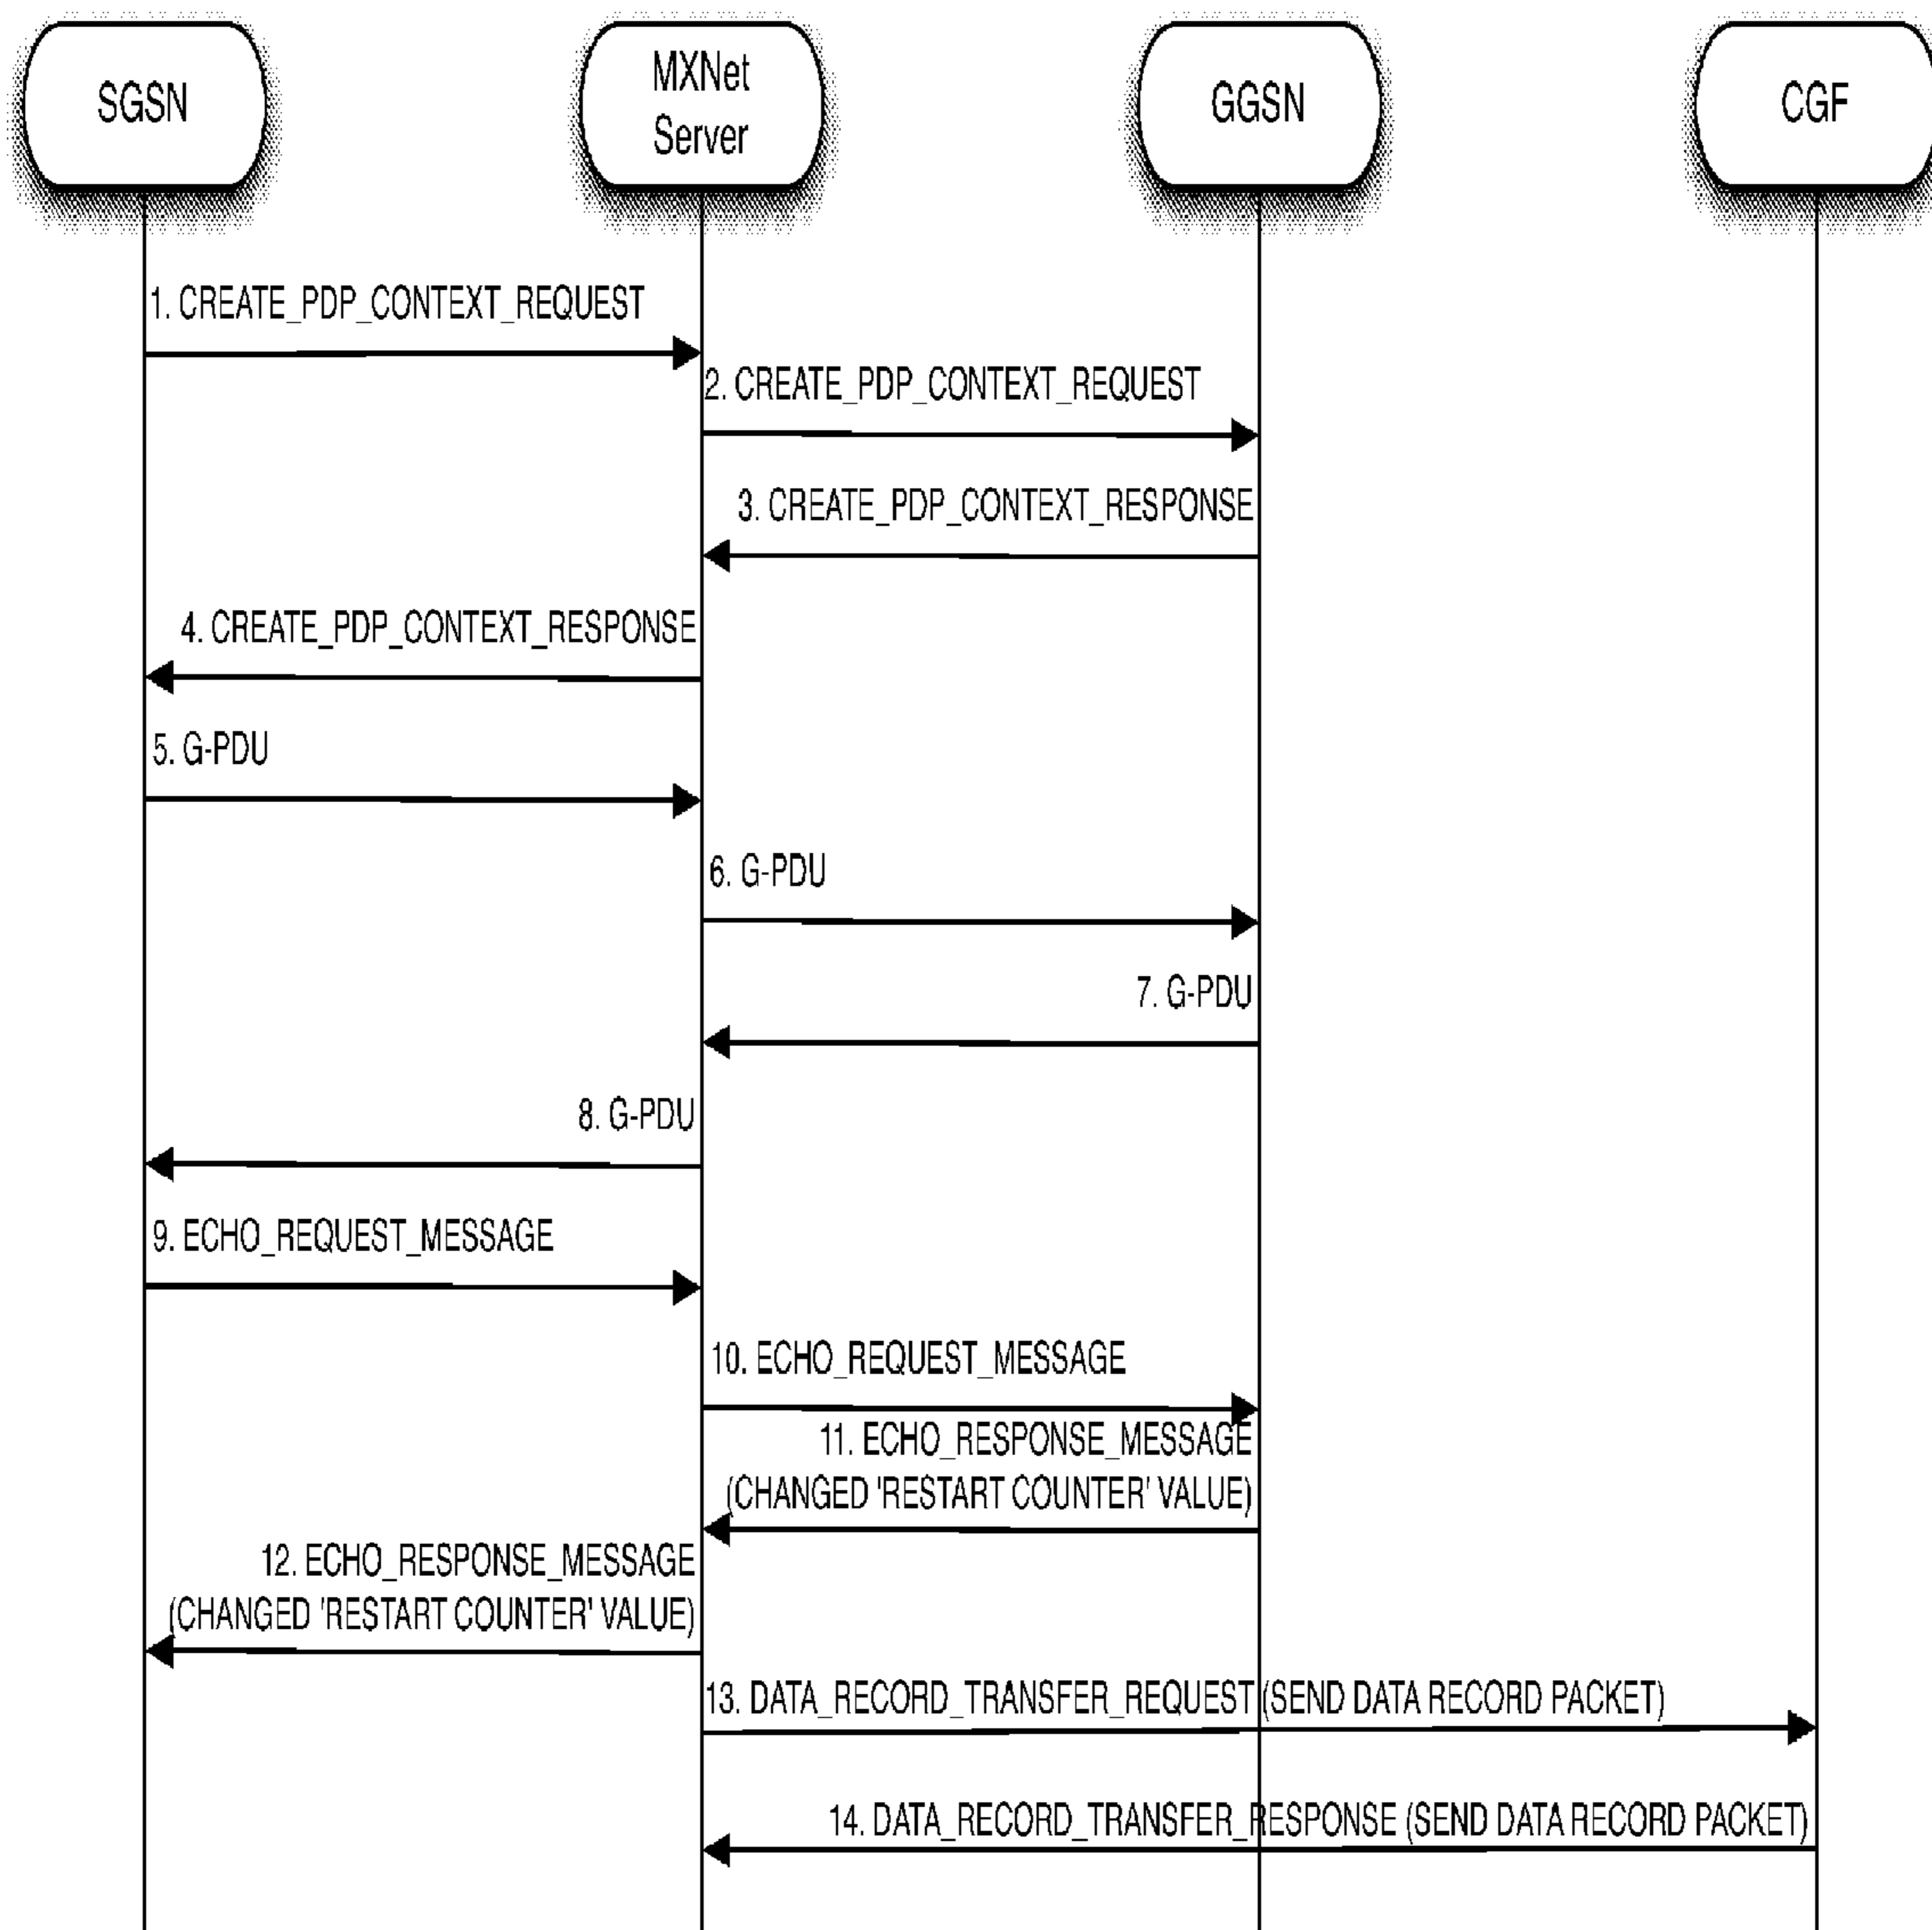 SGSN
MXNet
Server
GGSN
CGF
1. CREATE_PDP_CONTEXT_REQUEST
2. CREATE_PDP_CONTEXT_REQUEST
3. CREATE_PDP_CONTEXT_RESPONSE
4. CREATE_PDP_CONTEXT_RESPONSE
5. G-PDU
6. G-PDU
7. G-PDU
8. G-PDU
9. ECHO_REQUEST_MESSAGE
10. ECHO_REQUEST_MESSAGE
11. ECHO_RESPONSE_MESSAGE
(CHANGED 'RESTART COUNTER' VALUE)
12. ECHO_RESPONSE_MESSAGE
(CHANGED 'RESTART COUNTER' VALUE)
13. DATA_RECORD_TRANSFER_REQUEST (SEND DATA RECORD PACKET)
14. DATA_RECORD_TRANSFER_RESPONSE (SEND DATA RECORD PACKET)